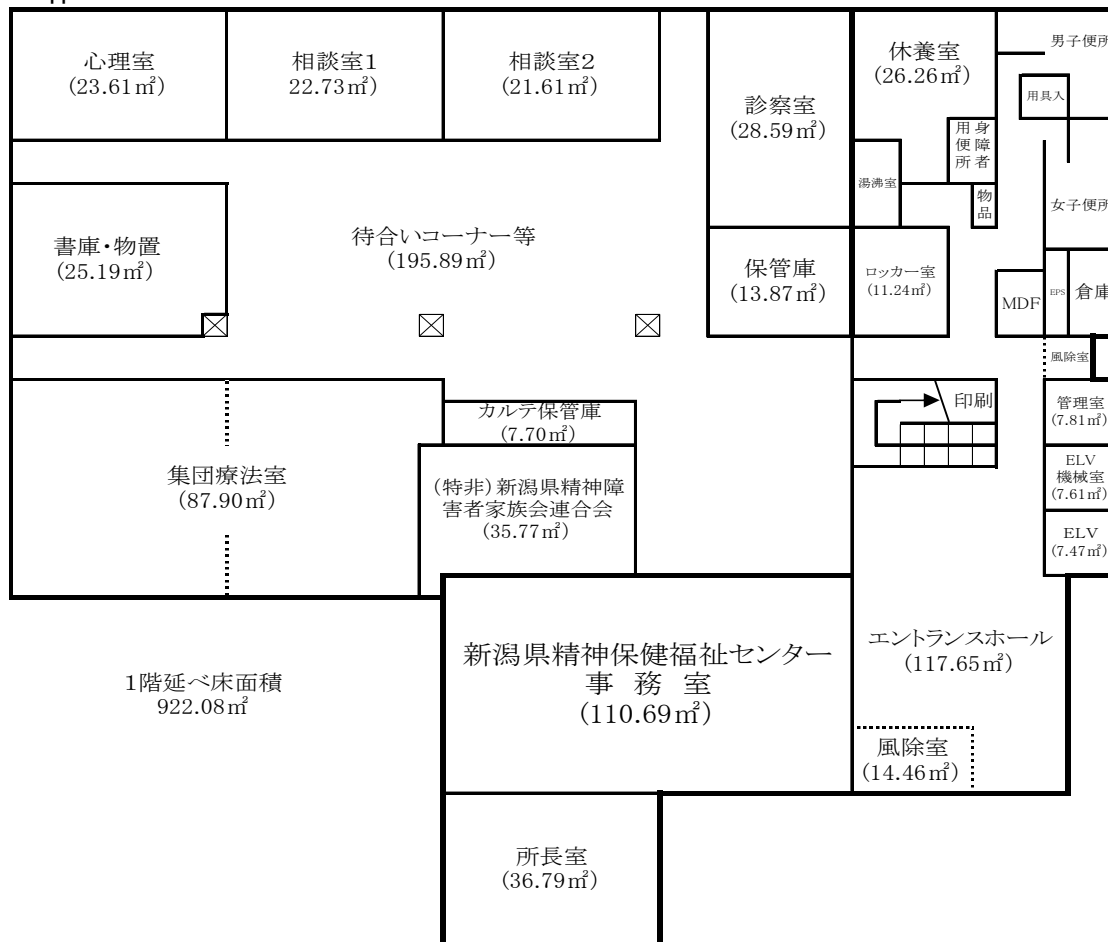 心理室
(23.61㎡)
相談室1
22.73㎡)
相談室2
(21.61㎡)
診察室
(28.59㎡)
休養室
(26.26㎡)
男子便所
用具入
身障者
用便所
湯沸室
物品
女子便所
書庫・物置
(25.19㎡)
待合いコーナー等
(195.89㎡)
保管庫
(13.87㎡)
ロッカー室
(11.24㎡)
MDF
EPS
倉庫
風除室
カルテ保管庫
(7.70㎡)
印刷
管理室
(7.81㎡)
集団療法室
(87.90㎡)
(特非)新潟県精神障
害者家族会連合会
(35.77㎡)
ELV
機械室
(7.61㎡)
ELV
(7.47㎡)
1階延べ床面積
922.08㎡
新潟県精神保健福祉センター
事 務 室
(110.69㎡)
エントランスホール
(117.65㎡)
風除室
(14.46㎡)
所長室
(36.79㎡)